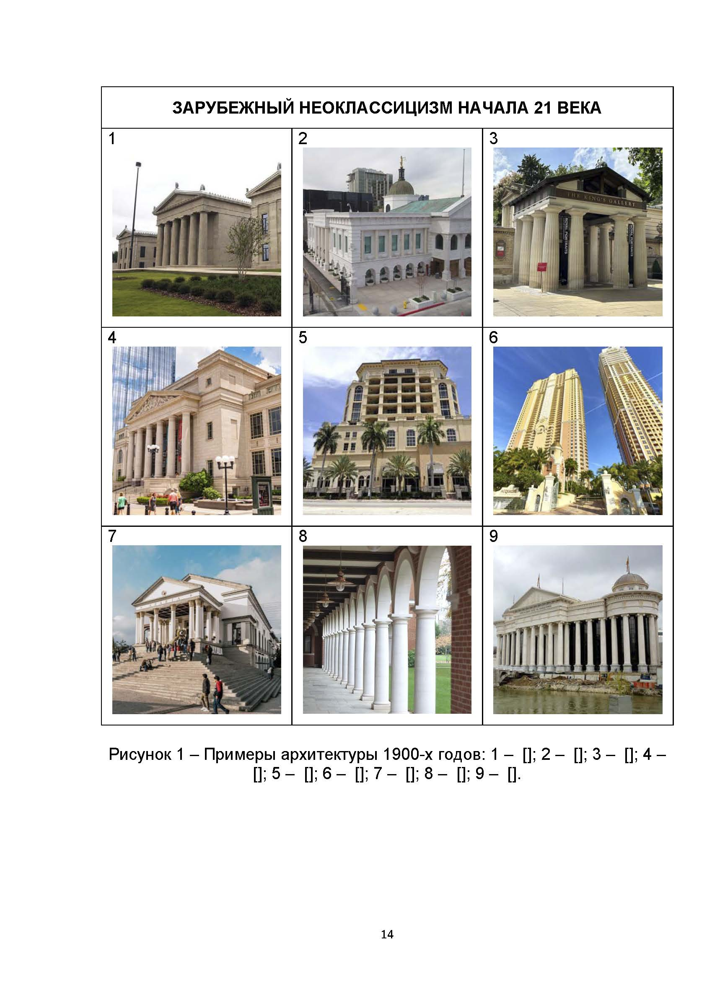 ЗАРУБЕЖНЫЙ НЕОКЛАССИЦИЗМ НАЧАЛА 21 ВЕКА
1
2
3
THE KING'S GALLERY
ROYAL PORTRAITS
ROYAL PORTRAITS
4
5
6
ACQUALINA
7
8
9
Рисунок 1 – Примеры архитектуры 1900-х годов: 1 – []; 2 – []; 3 – []; 4 –
[]; 5 – []; 6 – []; 7 – []; 8 – []; 9 – [].
14